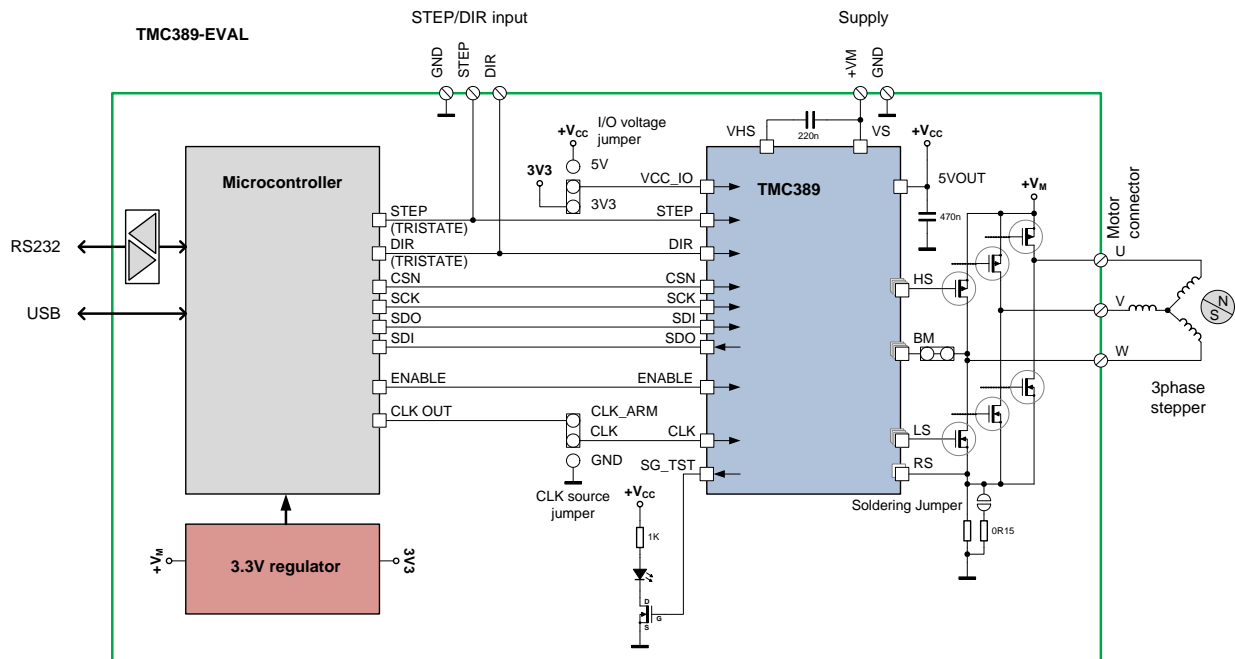 STEP/DIR input
Supply
TMC389-EVAL
GND
STEP
DIR
+VM
GND
I/O voltage
jumper
+VCC
5V
3V3
3V3
VHS
220n
VS
+VCC
Microcontroller
TMC389
VCC_IO
5VOUT
470n
+VM
Motor
connector
STEP
(TRISTATE)
STEP
DIR
(TRISTATE)
DIR
RS232
USB
CSN
CSN
SCK
SCK
SDO
SDI
SDI
SDO
ENABLE
ENABLE
CLK OUT
CLK_ARM
CLK
CLK
GND
CLK source
jumper
SG_TST
HS
BM
LS
RS
U
V
W
N
S
3phase
stepper
Soldering Jumper
0R15
+VCC
1K
D
G
S
+VM
3.3V regulator
3V3